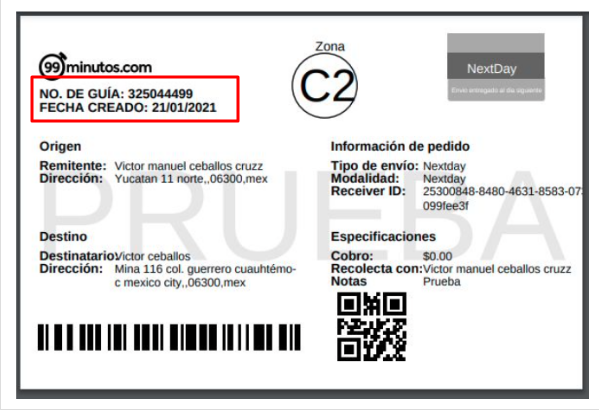 99minutos.com
NO. DE GUÍA: 325044499
FECHA CREADO: 21/01/2021
Zona
C2
NextDay
Envío entregado al día siguiente
Origen
Remitente: Victor manuel ceballos cruzz
Dirección: Yucatan 11 norte,,06300,mex
Información de pedido
Tipo de envío: Nextday
Modalidad: Nextday
Receiver ID: 25300848-8480-4631-8583-073
099fee3f
PRUEBA
Destino
Destinatario Victor ceballos
Dirección: Mina 116 col. guerrero cuauhtémo-
c mexico city,,06300,mex
Especificaciones
Cobro: $0.00
Recolecta con: Victor manuel ceballos cruzz
Notas Prueba